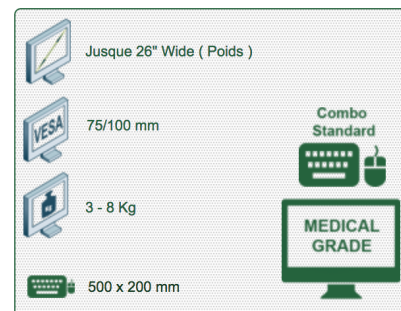 Jusque 26" Wide ( Poids )
VESA
75/100 mm
Combo
Standard
3 - 8 Kg
MEDICAL
GRADE
500 x 200 mm